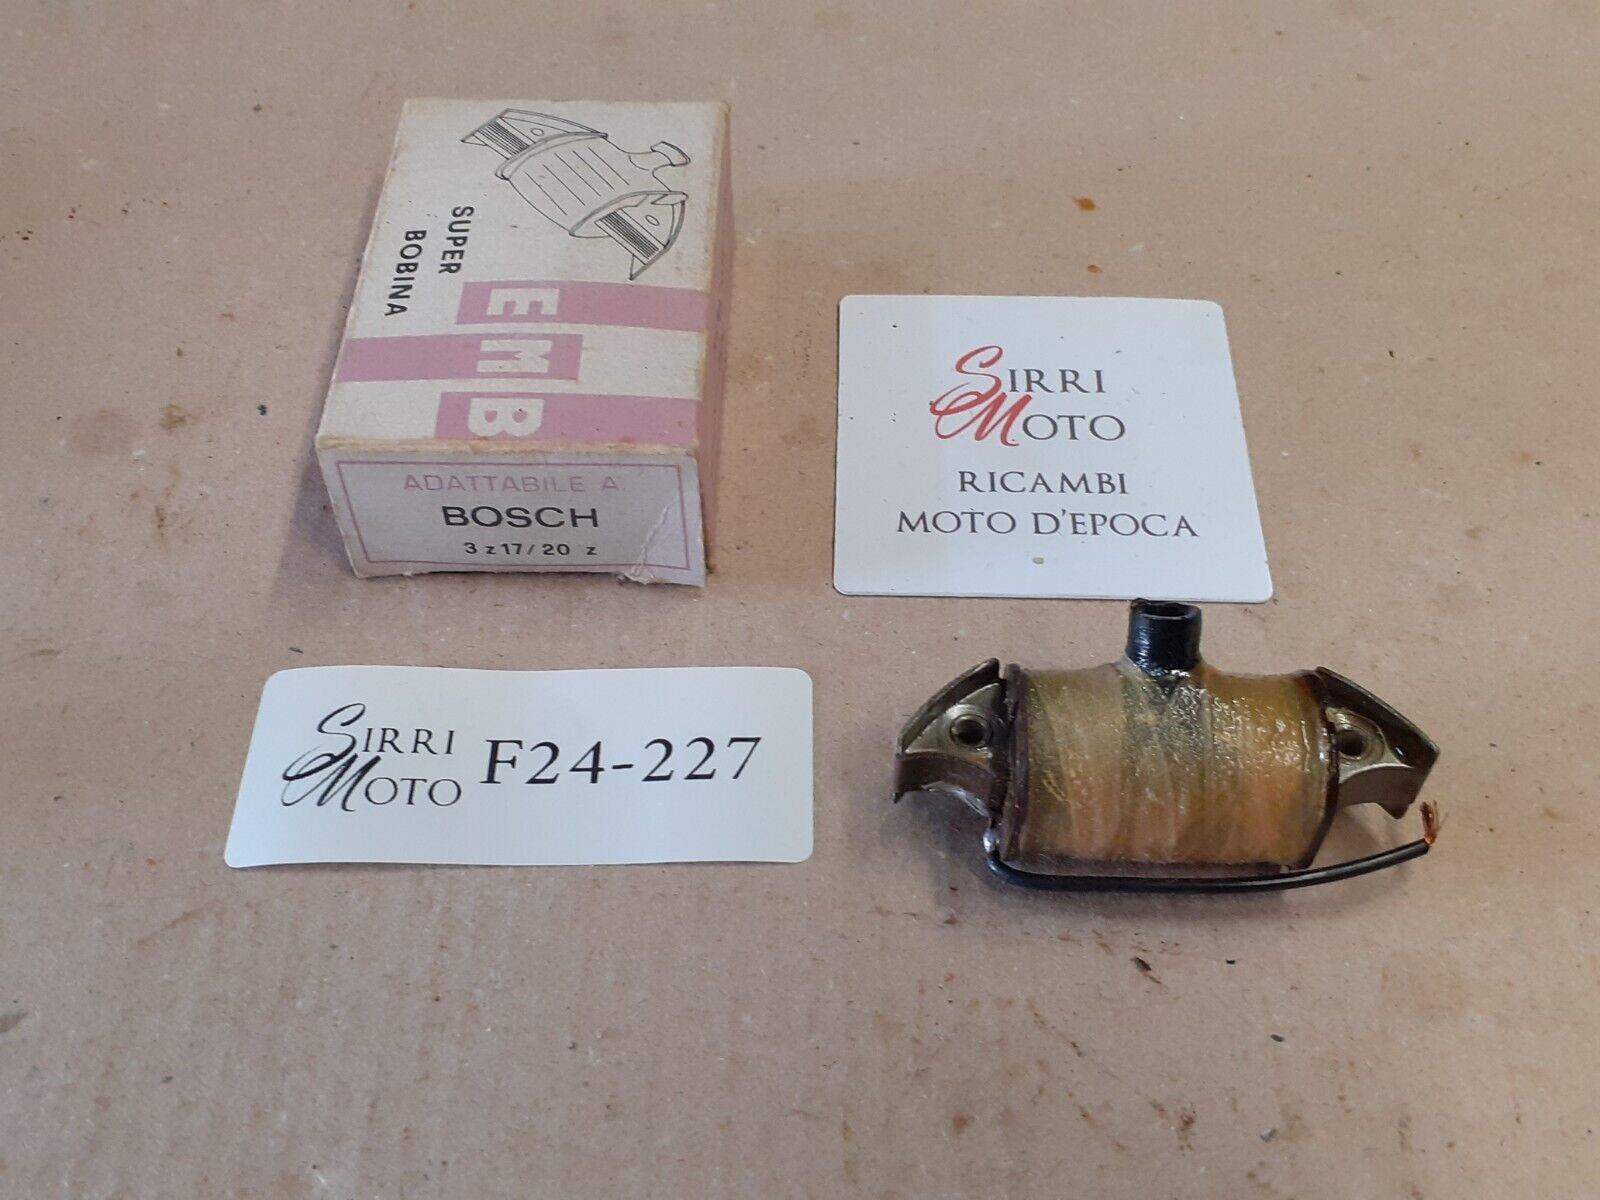 SUPER
BOBINA
EMB
ADATTABILE A:
BOSCH
3 z 17/20 z
SIRRI
MOTO
RICAMBI
MOTO D'EPOCA
SIRRI
MOTO
F24-227